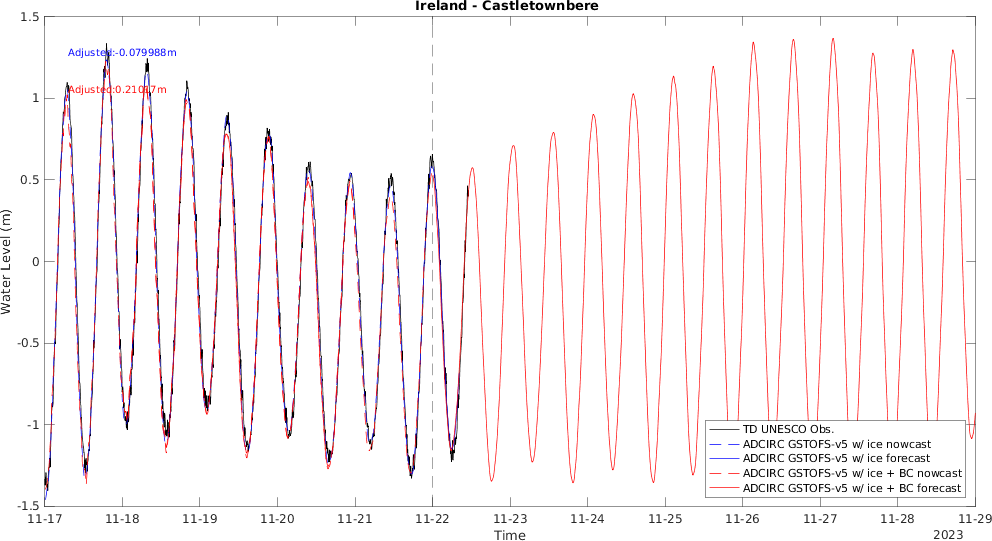 Ireland - Castletownbere
1.5
Adjusted:-0.079988m
Adjusted:0.21017m
1
0.5
0
-0.5
-1
-1.5
Water Level (m)
TD UNESCO Obs.
ADCIRC GSTOFS-v5 w/ ice nowcast
ADCIRC GSTOFS-v5 w/ ice forecast
ADCIRC GSTOFS-v5 w/ ice + BC nowcast
ADCIRC GSTOFS-v5 w/ ice + BC forecast
11-17 11-18 11-19 11-20 11-21 11-22 11-23 11-24 11-25 11-26 11-27 11-28 11-29
Time
2023